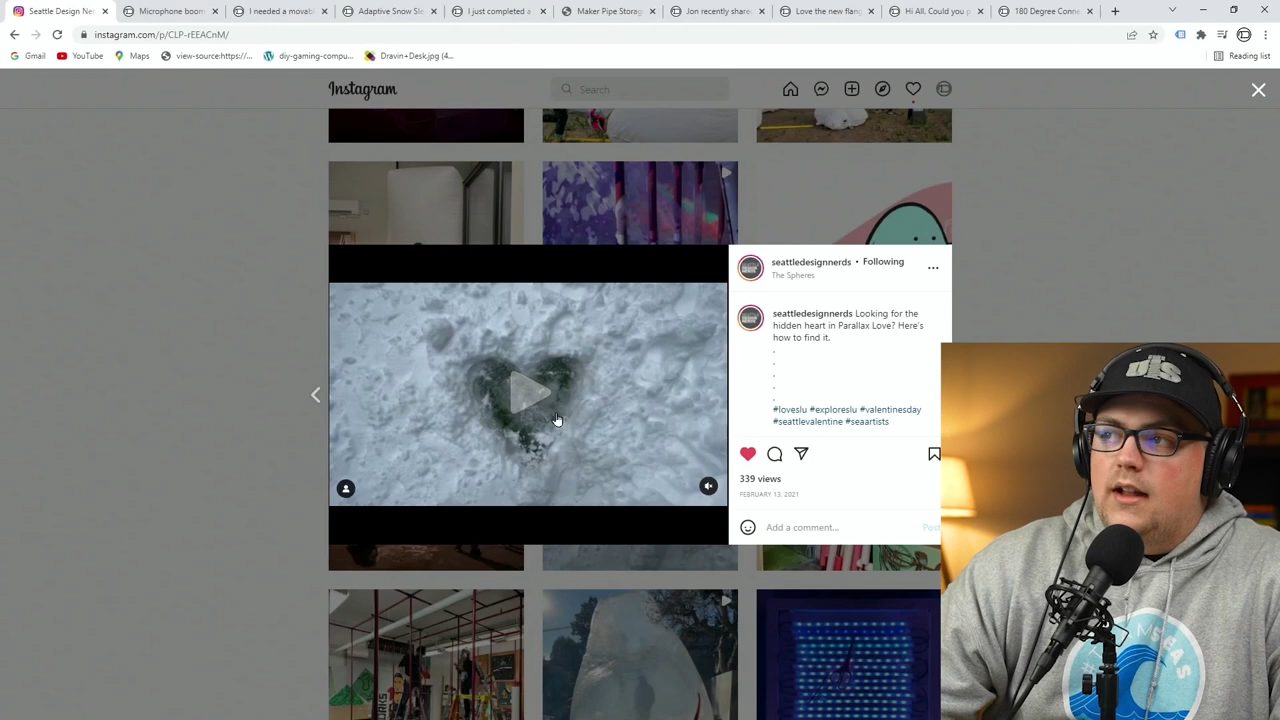 Seattle Design Ne
Microphone boom
I needed a movabl
Adaptive Snow Sle
I just completed a
Maker Pipe Storag
Jon recently share
Love the new flang
Hi All. Could you p
180 Degree Conne
instagram.com/p/CLP-rEEACnM/
Gmail
YouTube
Maps
view-source:https://...
diy-gaming-compu...
Dravin+Desk.jpg (4...
Reading list
Instagram
Search
seattledesignnerds • Following
The Spheres
seattledesignnerds Looking for the
hidden heart in Parallax Love? Here's
how to find it.
.
.
.
.
.
#loveslu #exploreslu #valentinesday
#seattlevalentine #seaartists
339 views
FEBRUARY 13, 2021
Add a comment...
Post